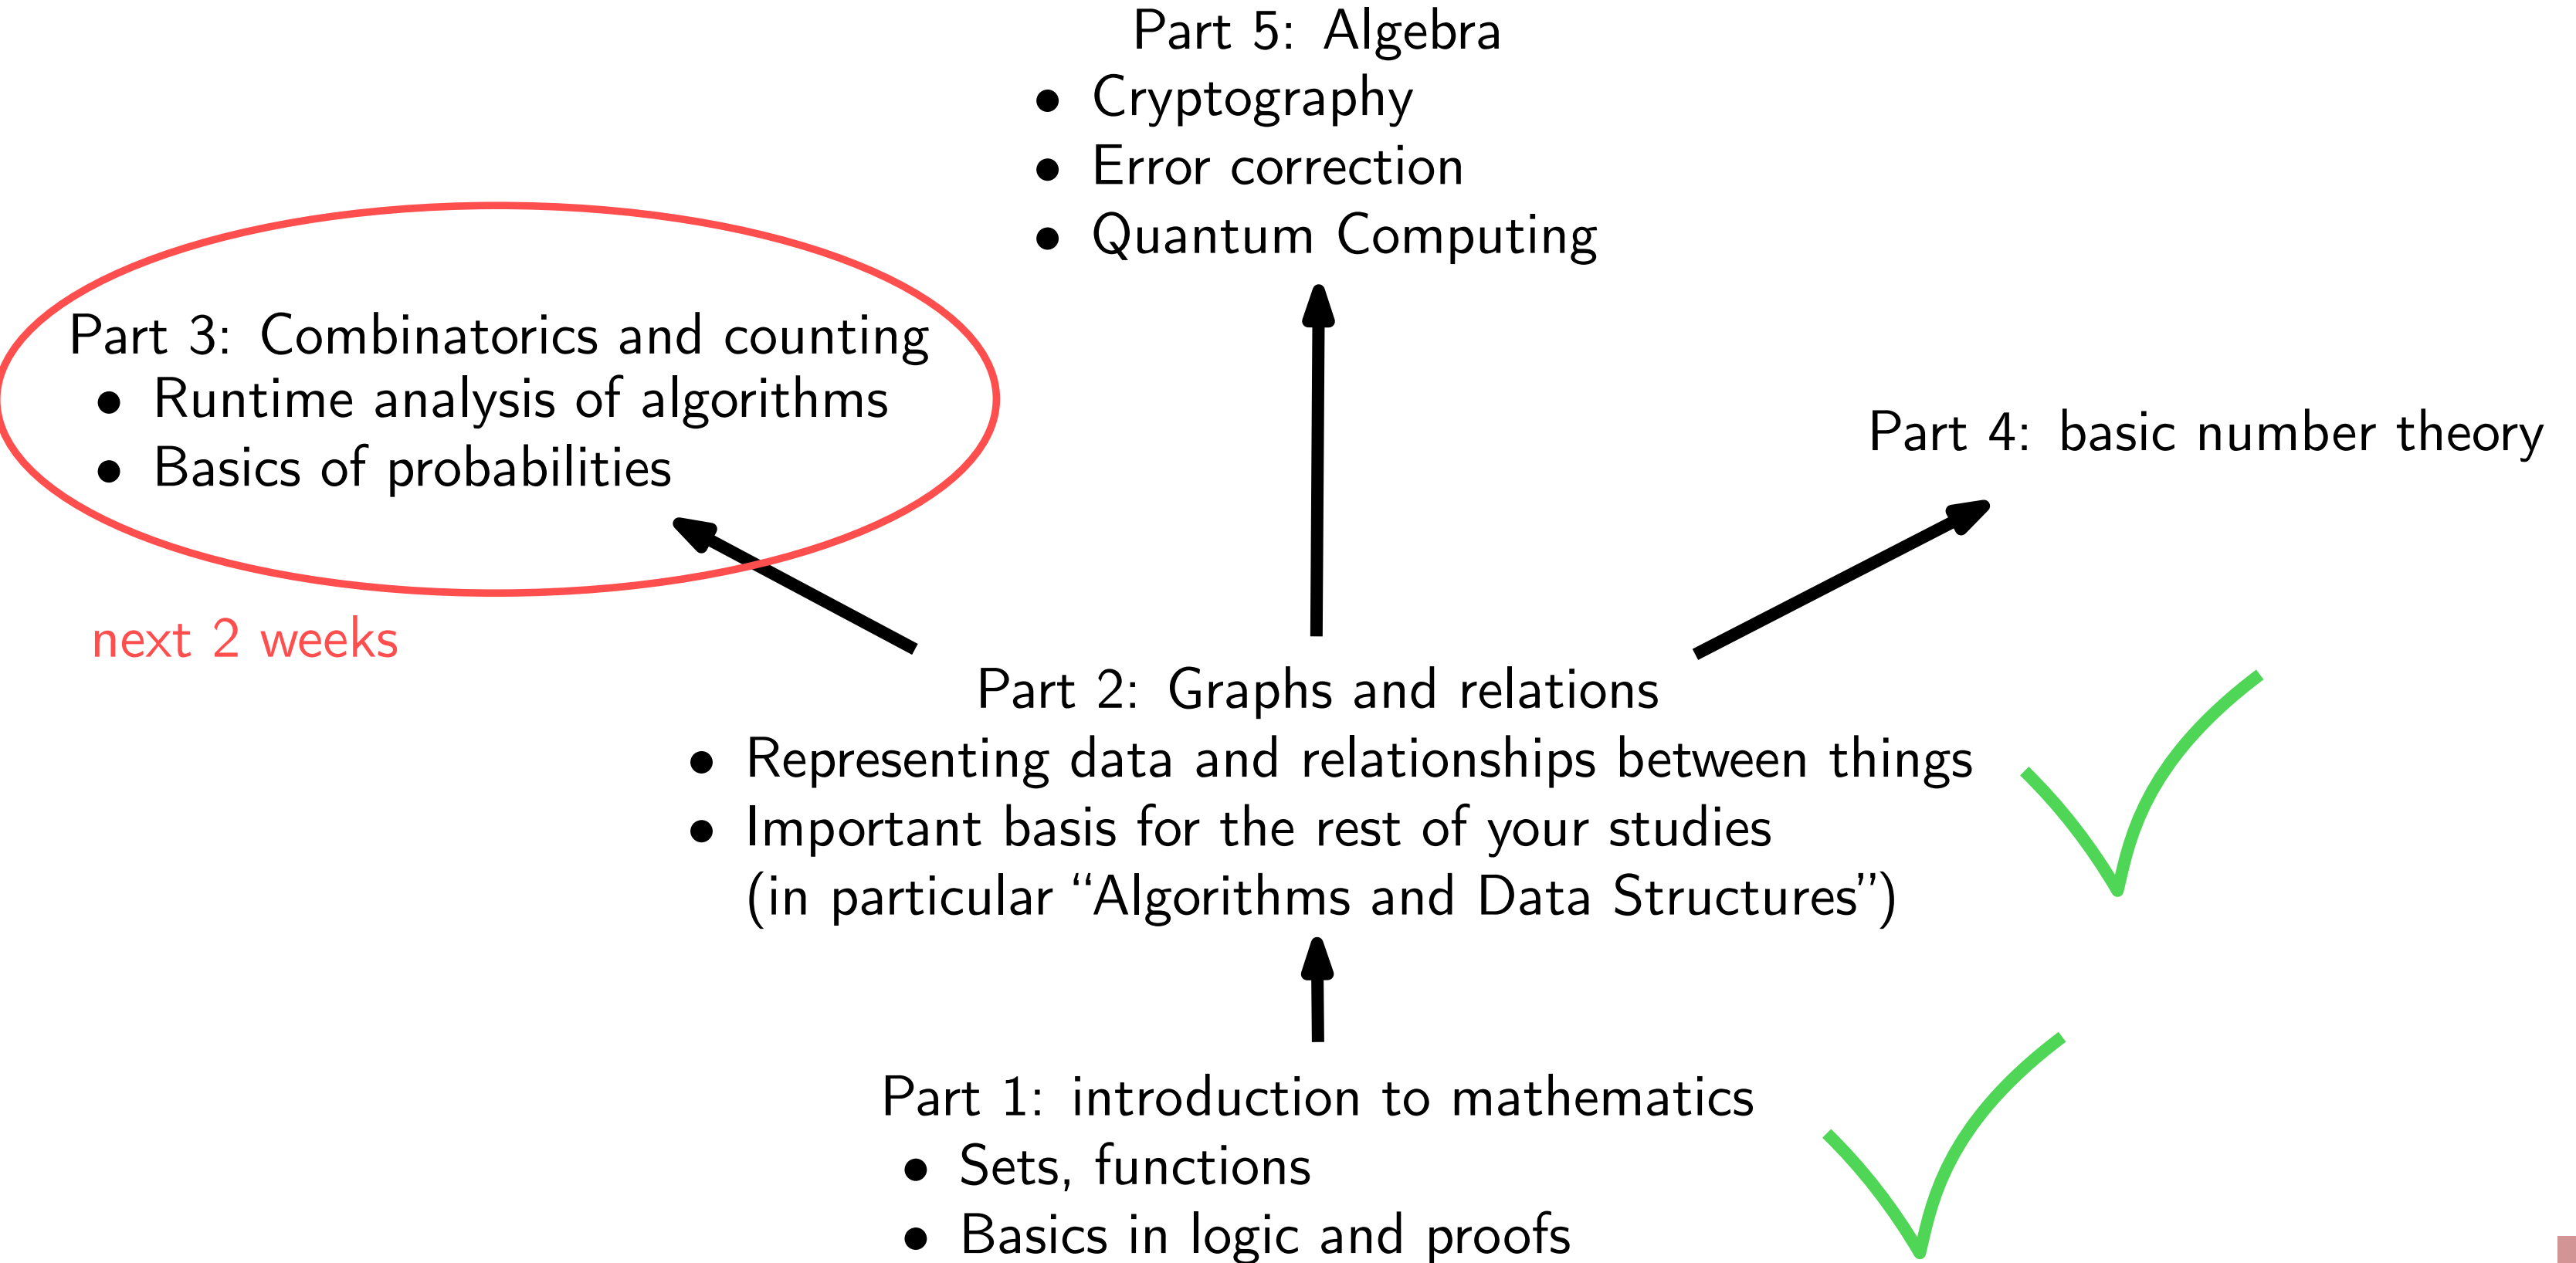 Part 5: Algebra
• Cryptography
• Error correction
• Quantum Computing
Part 3: Combinatorics and counting
• Runtime analysis of algorithms
• Basics of probabilities
next 2 weeks
Part 4: basic number theory
Part 2: Graphs and relations
• Representing data and relationships between things
• Important basis for the rest of your studies
(in particular “Algorithms and Data Structures”)
Part 1: introduction to mathematics
• Sets, functions
• Basics in logic and proofs